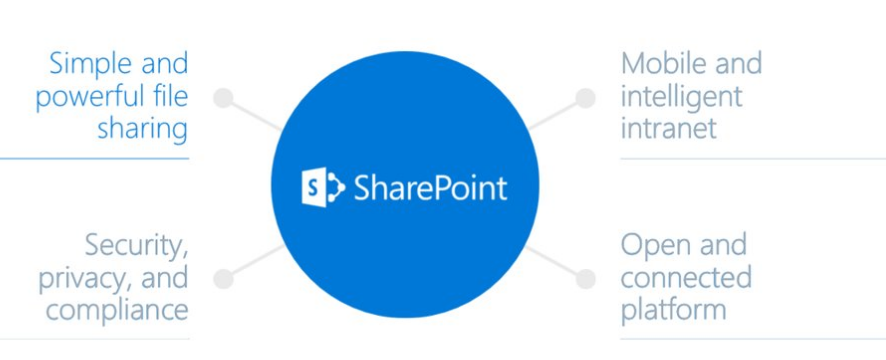 Simple and
powerful file
sharing
Mobile and
intelligent
intranet
S SharePoint
Security,
privacy, and
compliance
Open and
connected
platform